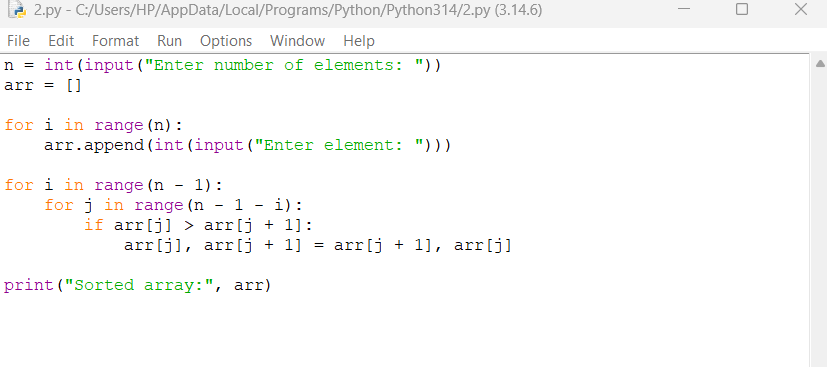 2.py - C:/Users/HP/AppData/Local/Programs/Python/Python314/2.py (3.14.6)
File Edit Format Run Options Window Help
n = int(input("Enter number of elements: "))
arr = []

for i in range(n):
    arr.append(int(input("Enter element: ")))

for i in range(n - 1):
    for j in range(n - 1 - i):
        if arr[j] > arr[j + 1]:
            arr[j], arr[j + 1] = arr[j + 1], arr[j]

print("Sorted array:", arr)